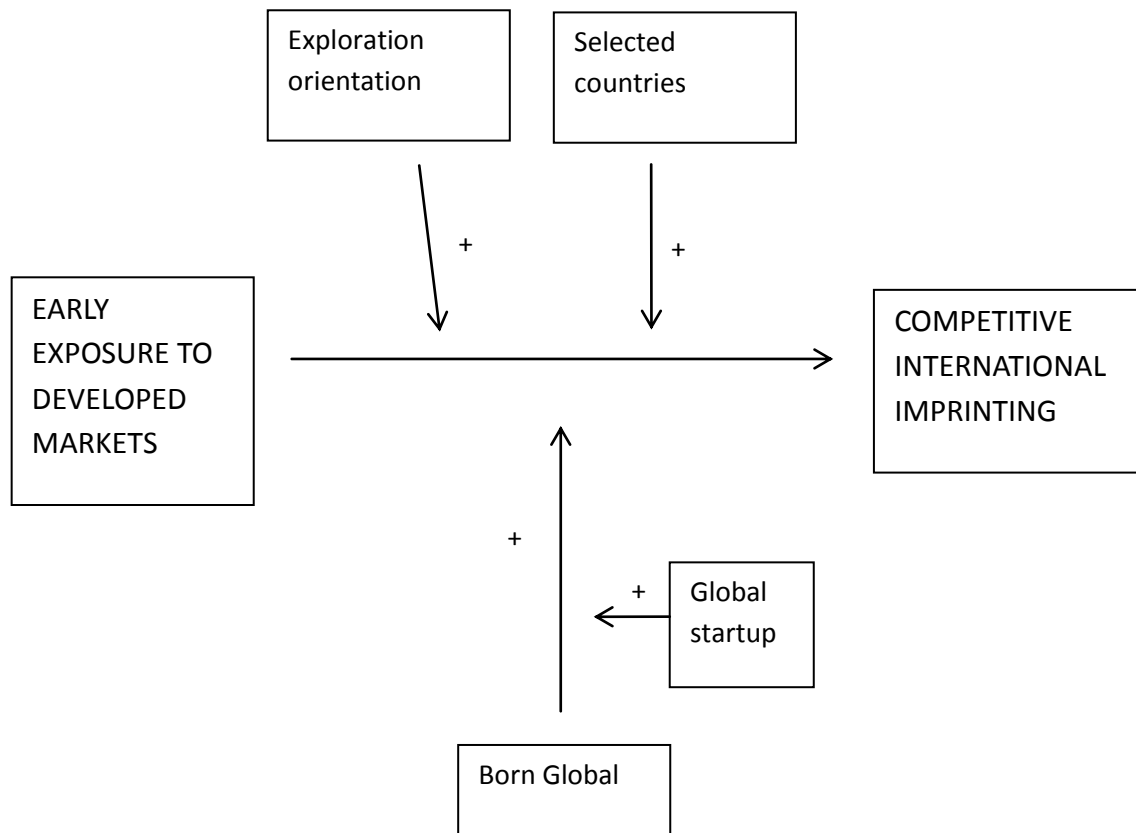 Exploration
orientation
Selected
countries
+
+
EARLY
EXPOSURE TO
DEVELOPED
MARKETS
COMPETITIVE
INTERNATIONAL
IMPRINTING
+
+
Global
startup
Born Global